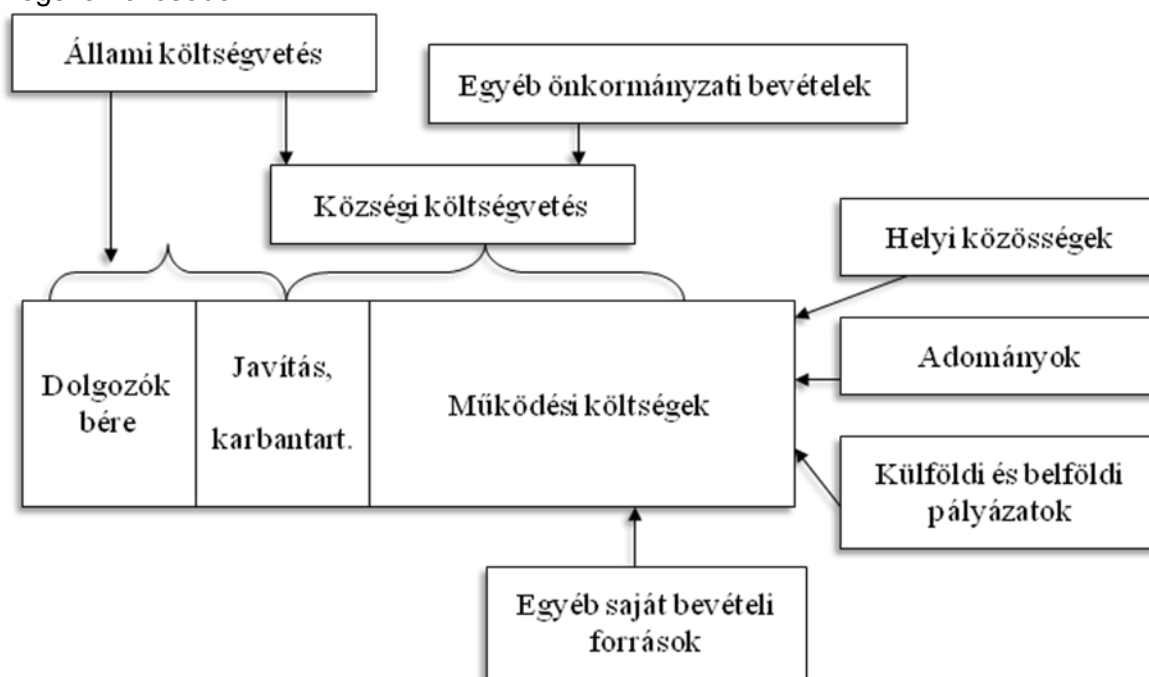 Állami költségvetés
Egyéb önkormányzati bevételek
Községi költségvetés
Helyi közösségek
Dolgozók
bére
Javítás,
karbantart.
Működési költségek
Adományok
Külföldi és belföldi
pályázatok
Egyéb saját bevételi
források